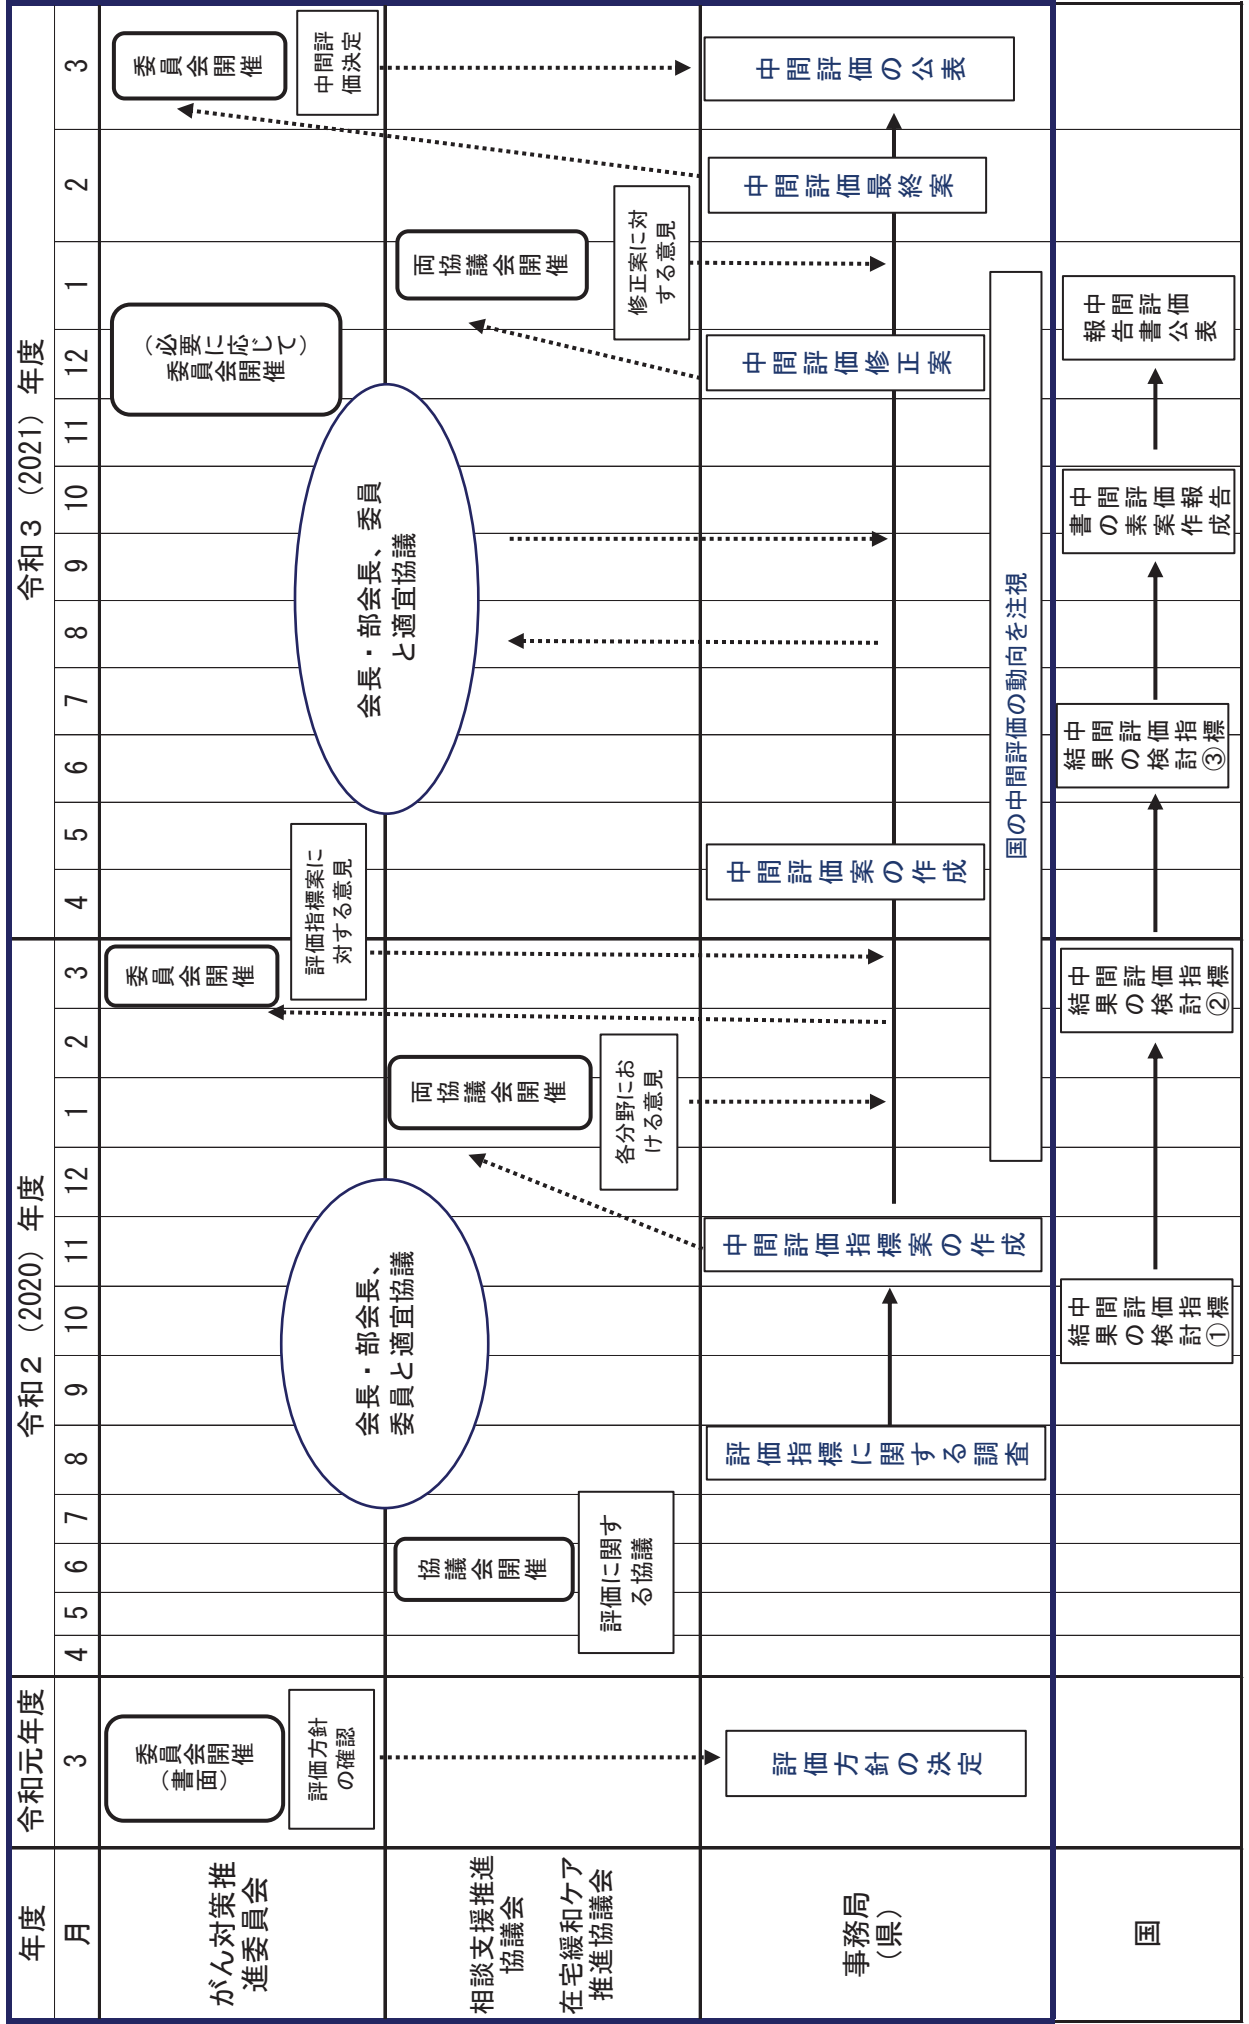 年度
令和元年度
令和２（2020）年度
令和３（2021）年度
月
3
4
5
6
7
8
9
10
11
12
1
2
3
4
5
6
7
8
9
10
11
12
1
2
3
がん対策推
進委員会
委員会開催
（書面）
評価方針
の確認
会長・部会長、
委員と適宜協議
委員会開催
評価指標案に
対する意見
会長・部会長、委員
と適宜協議
（必要に応じて）
委員会開催
委員会開催
中間評
価決定
相談支援推進
協議会
在宅緩和ケア
推進協議会
協議会開催
評価に関す
る協議
両協議会開催
各分野にお
ける意見
両協議会開催
修正案に対
する意見
事務局
（県）
評価方針の決定
評価指標に関する調査
中間評価指標案の作成
中間評価案の作成
中間評価修正案
中間評価最終案
中間評価の公表
国の中間評価の動向を注視
国
中間評価指標
結果の検討①
中間評価指標
結果の検討②
中間評価指標
結果の検討③
中間評価報告
書の素案作成
中間評価
報告書公表